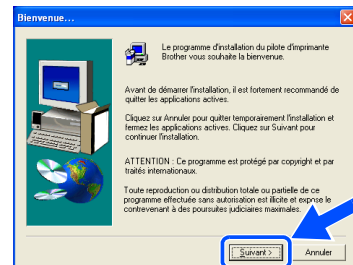 Bienvenue...
Le programme d'installation du pilote d'imprimante
Brother vous souhaite la bienvenue.
Avant de démarrer l'installation, il est fortement recommandé de
quitter les applications actives.
Cliquez sur Annuler pour quitter temporairement l'installation et
fermez les applications actives. Cliquez sur Suivant pour
continuer l'installation.
ATTENTION : Ce programme est protégé par copyright et par
traités internationaux.
Toute reproduction ou distribution totale ou partielle de ce
programme effectuée sans autorisation est illicite et expose le
contrevenant à des poursuites judiciaires maximales.
Suivant >
Annuler